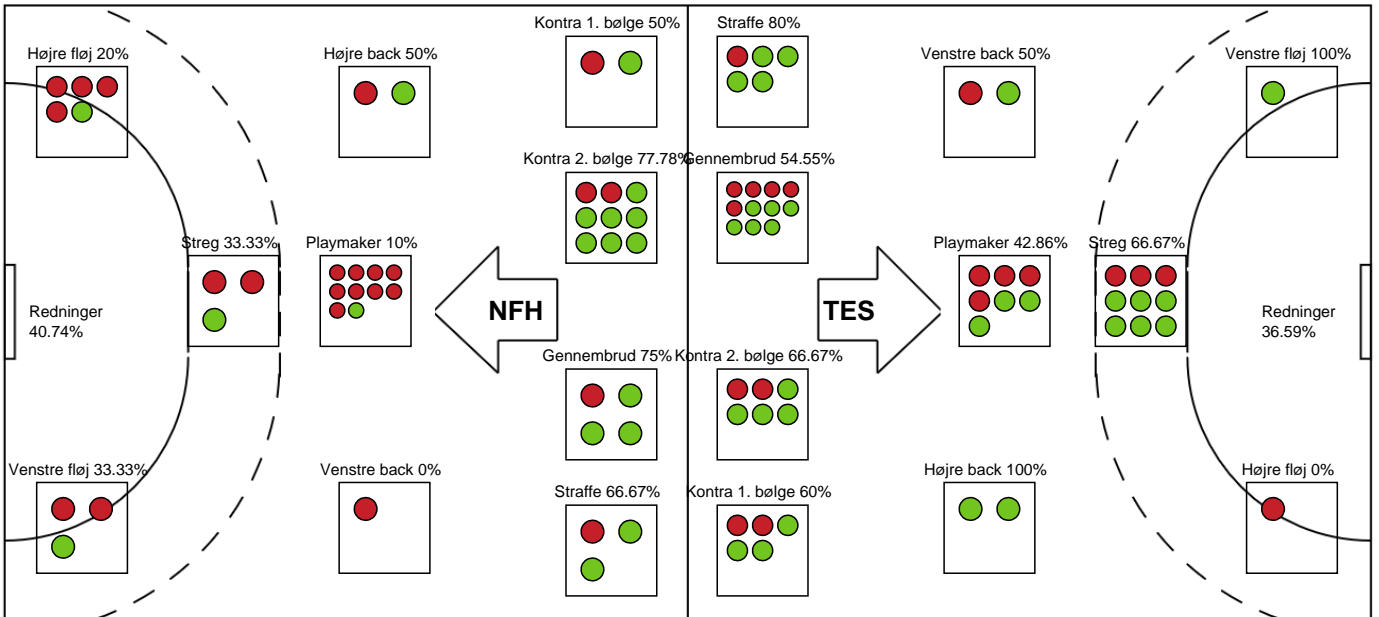 Kontra 1. bølge 50%
Straffe 80%
Højre fløj 20%
Højre back 50%
Venstre back 50%
Venstre fløj 100%
Kontra 2. bølge 77.78%
Gennembrud 54.55%
Streg 33.33%
Playmaker 10%
Playmaker 42.86%
Streg 66.67%
NFH
TES
Redninger
40.74%
Redninger
36.59%
Gennembrud 75%
Kontra 2. bølge 66.67%
Venstre fløj 33.33%
Venstre back 0%
Højre back 100%
Højre fløj 0%
Straffe 66.67%
Kontra 1. bølge 60%